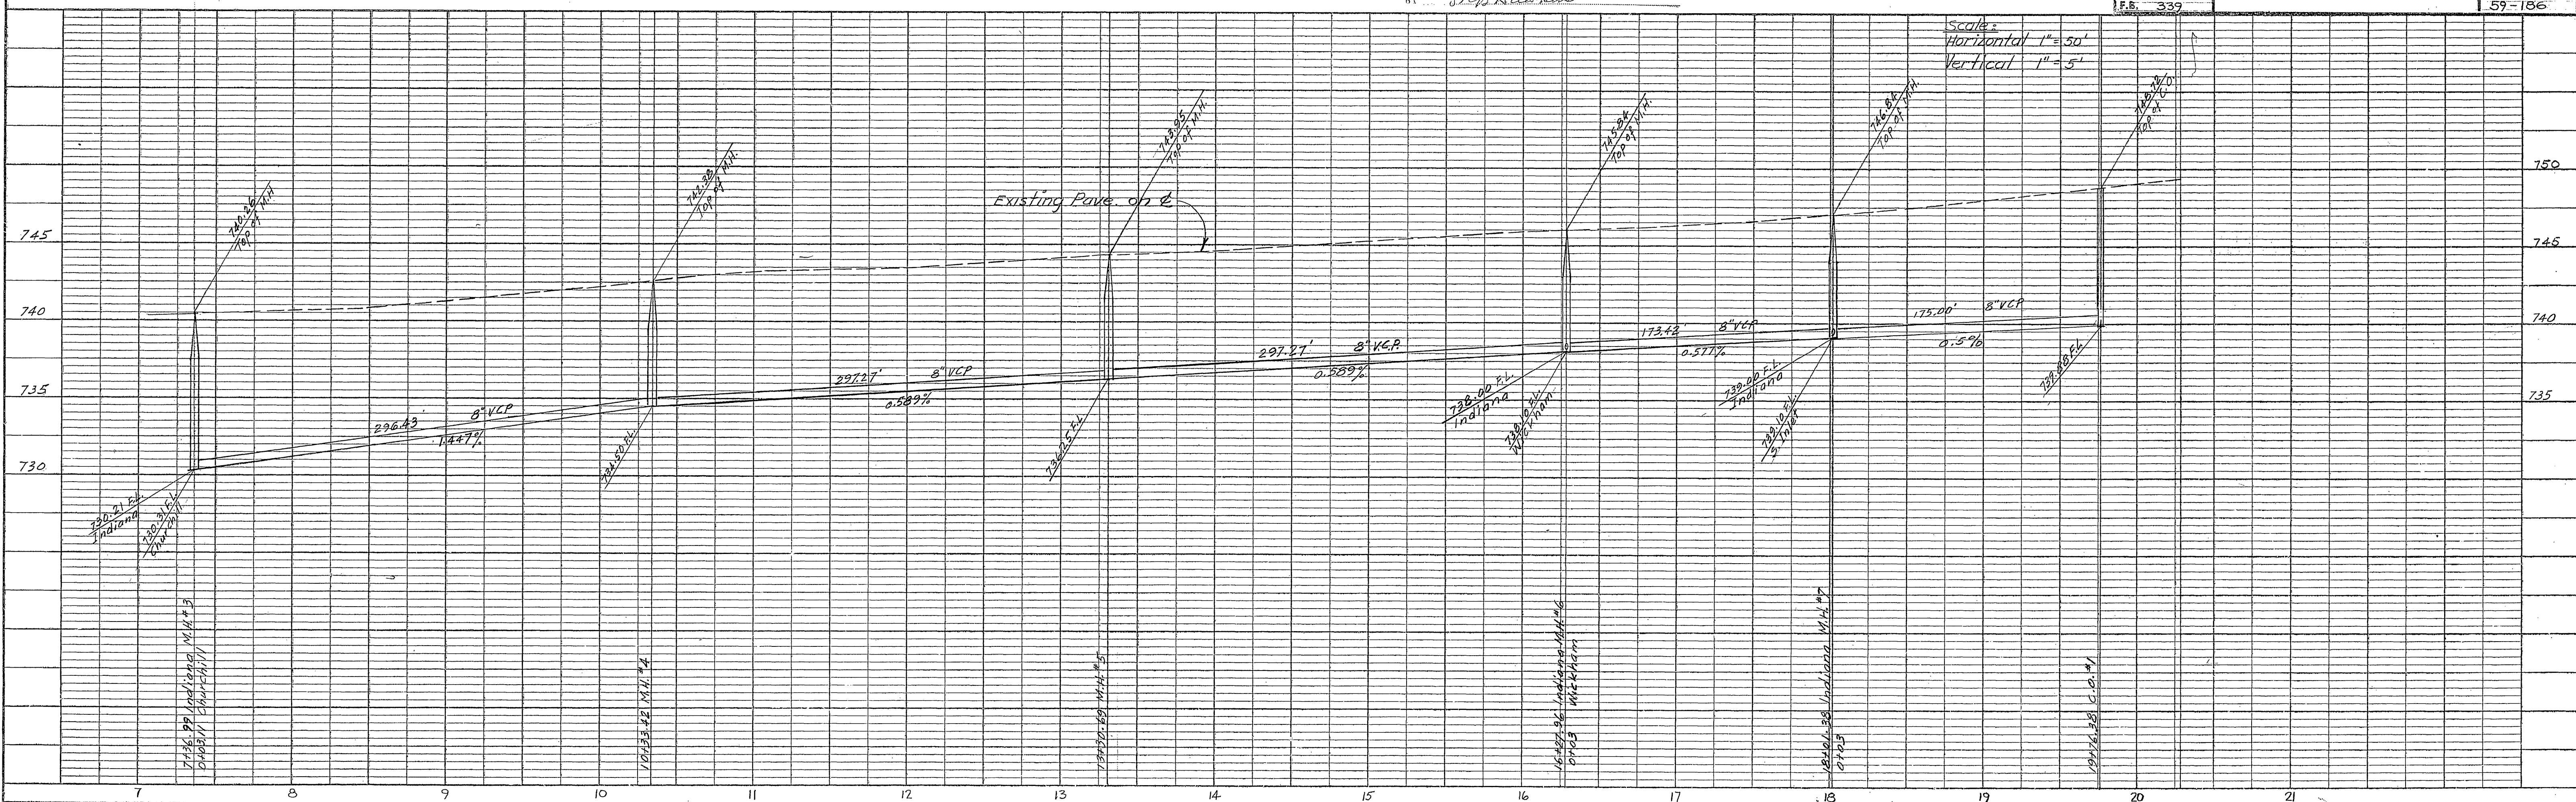 F.B. 339
59-186
Scale:
Horizontal 1"=50'
Vertical 1"=5'
740.26
Top of M.H.
742.38
Top of M.H.
743.95
Top of M.H.
745.84
Top of M.H.
746.84
Top of M.H.
748.72
Top of C.O.
Existing Pave. on ℄
750
745
745
740
740
735
735
730
296.43'
8" VCP
1.447%
297.27'
8" VCP
0.589%
297.27'
8" V.C.P.
0.589%
173.42'
8" VCP
0.577%
175.00'
8" VCP
0.5%
730.21 F.L.
Indiana
730.31 F.L.
Churchill
734.50 F.L.
736.25 F.L.
738.00 F.L.
Indiana
738.10 F.L.
Wickham
739.00 F.L.
Indiana
739.10 F.L.
S. Inlet
739.88 F.L.
7+36.99 Indiana M.H. #3
0+03.11 Churchill
10+33.42 M.H. #4
13+30.69 M.H. #5
16+27.96 Indiana M.H. #6
0+03 Wickham
18+01.38 Indiana M.H. #7
0+03
19+76.38 C.O. #1
7 8 9 10 11 12 13 14 15 16 17 18 19 20 21